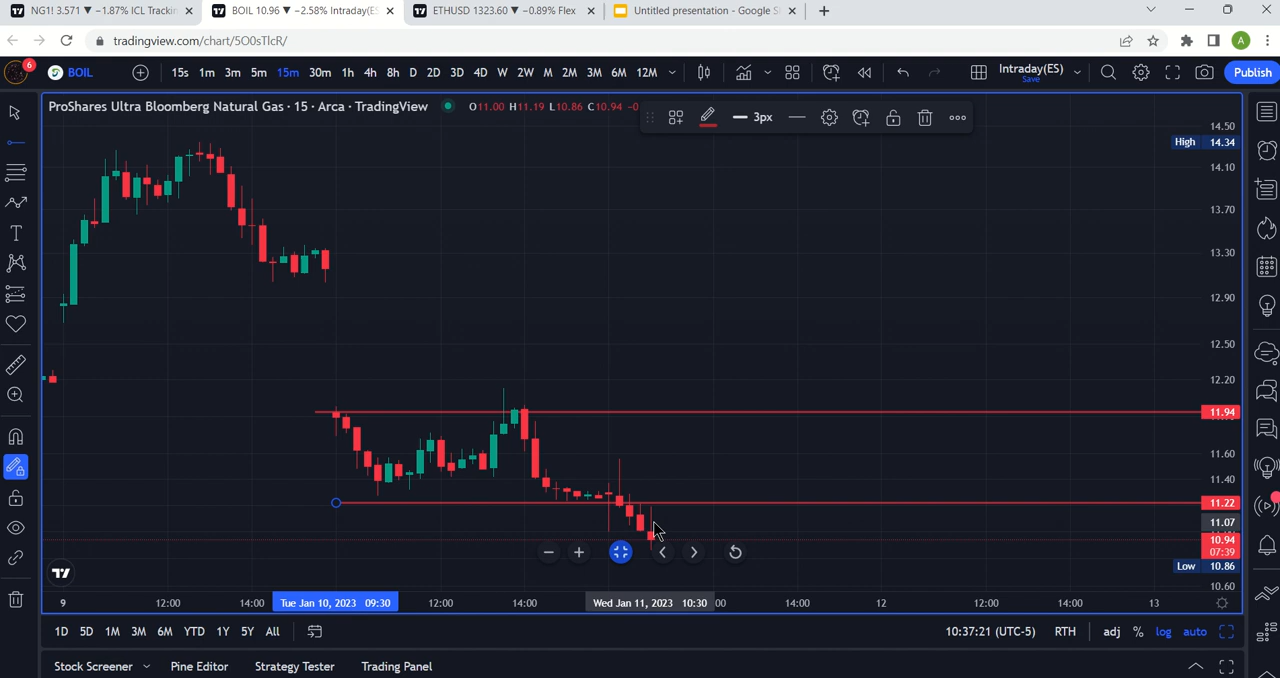 NG1! 3.571 ▼ −1.87% ICL Trackin
BOIL 10.96 ▼ −2.58% Intraday(ES
ETHUSD 1323.60 ▼ −0.89% Flex
Untitled presentation - Google S
tradingview.com/chart/5O0sTlcR/
A
6
BOIL
15s 1m 3m 5m 15m 30m 1h 4h 8h D 2D 3D 4D W 2W M 2M 3M 6M 12M
Intraday(ES)
Save
Publish
ProShares Ultra Bloomberg Natural Gas · 15 · Arca · TradingView
O11.00 H11.19 L10.86 C10.94 −0
3px
14.50
High 14.34
14.10
13.70
13.30
12.90
12.50
12.20
11.94
11.60
11.40
11.22
11.07
10.94
07:39
Low 10.86
10.60
9 12:00 14:00 Tue Jan 10, 2023 09:30 12:00 14:00 Wed Jan 11, 2023 10:30 :00 14:00 12 12:00 14:00 13
1D 5D 1M 3M 6M YTD 1Y 5Y All
10:37:21 (UTC-5) RTH adj % log auto
Stock Screener Pine Editor Strategy Tester Trading Panel